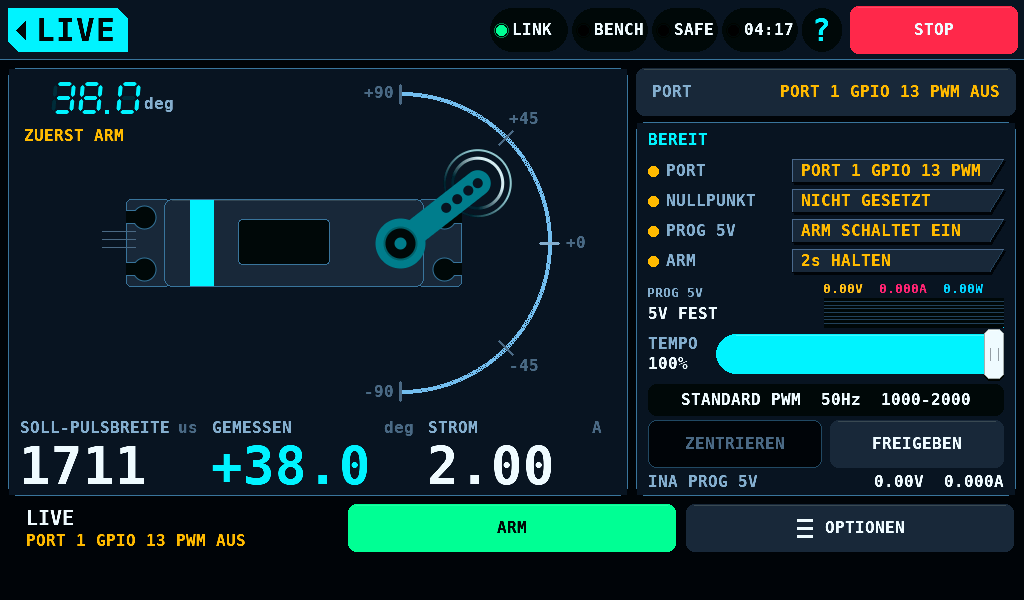 LIVE
LINK
BENCH
SAFE
04:17
?
STOP
38.0 deg
ZUERST ARM
+90
+45
+0
-45
-90
SOLL-PULSBREITE us
1711
GEMESSEN deg
+38.0
STROM A
2.00
PORT PORT 1 GPIO 13 PWM AUS
BEREIT
PORT PORT 1 GPIO 13 PWM
NULLPUNKT NICHT GESETZT
PROG 5V ARM SCHALTET EIN
ARM 2s HALTEN
PROG 5V 0.00V 0.000A 0.00W
5V FEST
TEMPO
100%
STANDARD PWM 50Hz 1000-2000
ZENTRIEREN
FREIGEBEN
INA PROG 5V 0.00V 0.000A
LIVE
PORT 1 GPIO 13 PWM AUS
ARM
OPTIONEN